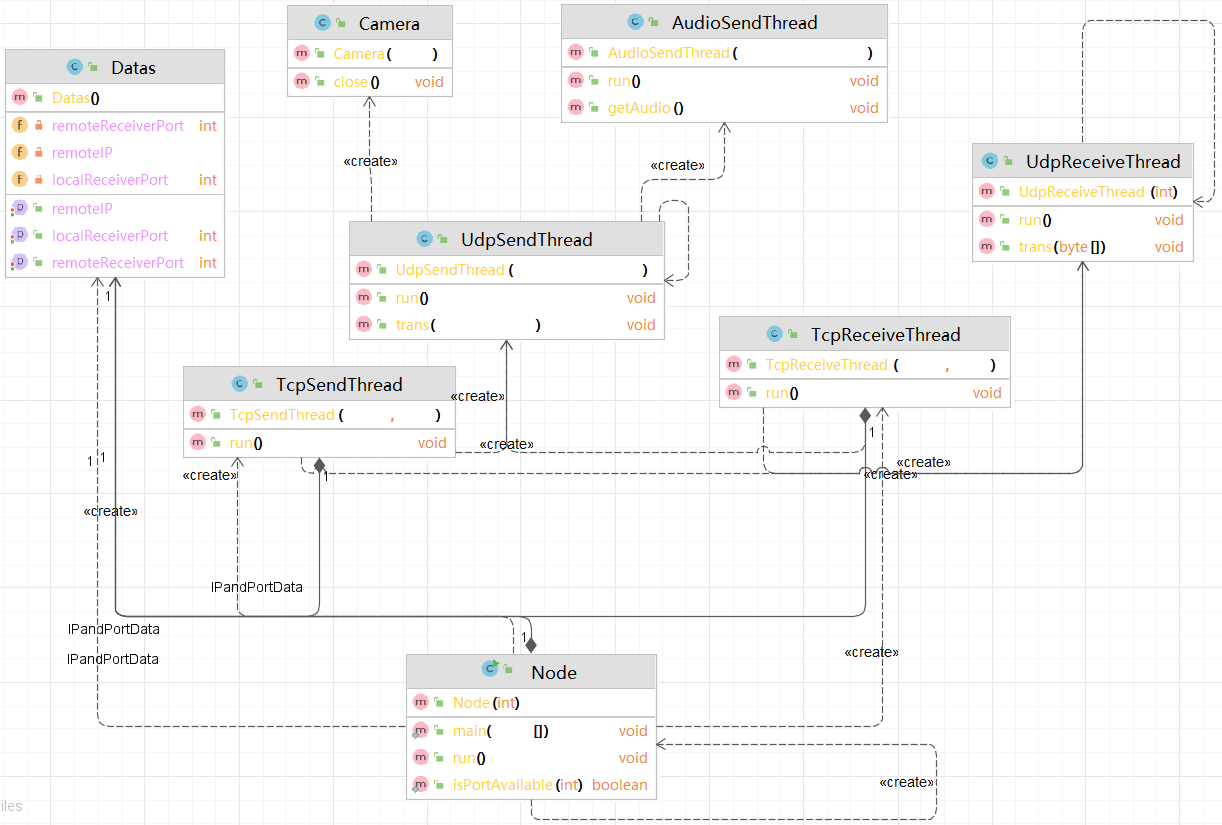 Camera
Camera( )
close() void
AudioSendThread
AudioSendThread( )
run() void
getAudio() void
Datas
Datas()
remoteReceiverPort int
remoteIP
localReceiverPort int
remoteIP
localReceiverPort int
remoteReceiverPort int
UdpReceiveThread
UdpReceiveThread(int)
run() void
trans(byte[]) void
«create»
«create»
UdpSendThread
UdpSendThread( )
run() void
trans( ) void
1
TcpReceiveThread
TcpReceiveThread( , )
run() void
TcpSendThread
TcpSendThread( , )
run() void
«create»
«create»
1
1 1
«create»
«create»
«create»
1
«create»
IPandPortData
IPandPortData
IPandPortData
1
«create»
Node
Node(int)
main( []) void
run() void
isPortAvailable(int) boolean
«create»
iles